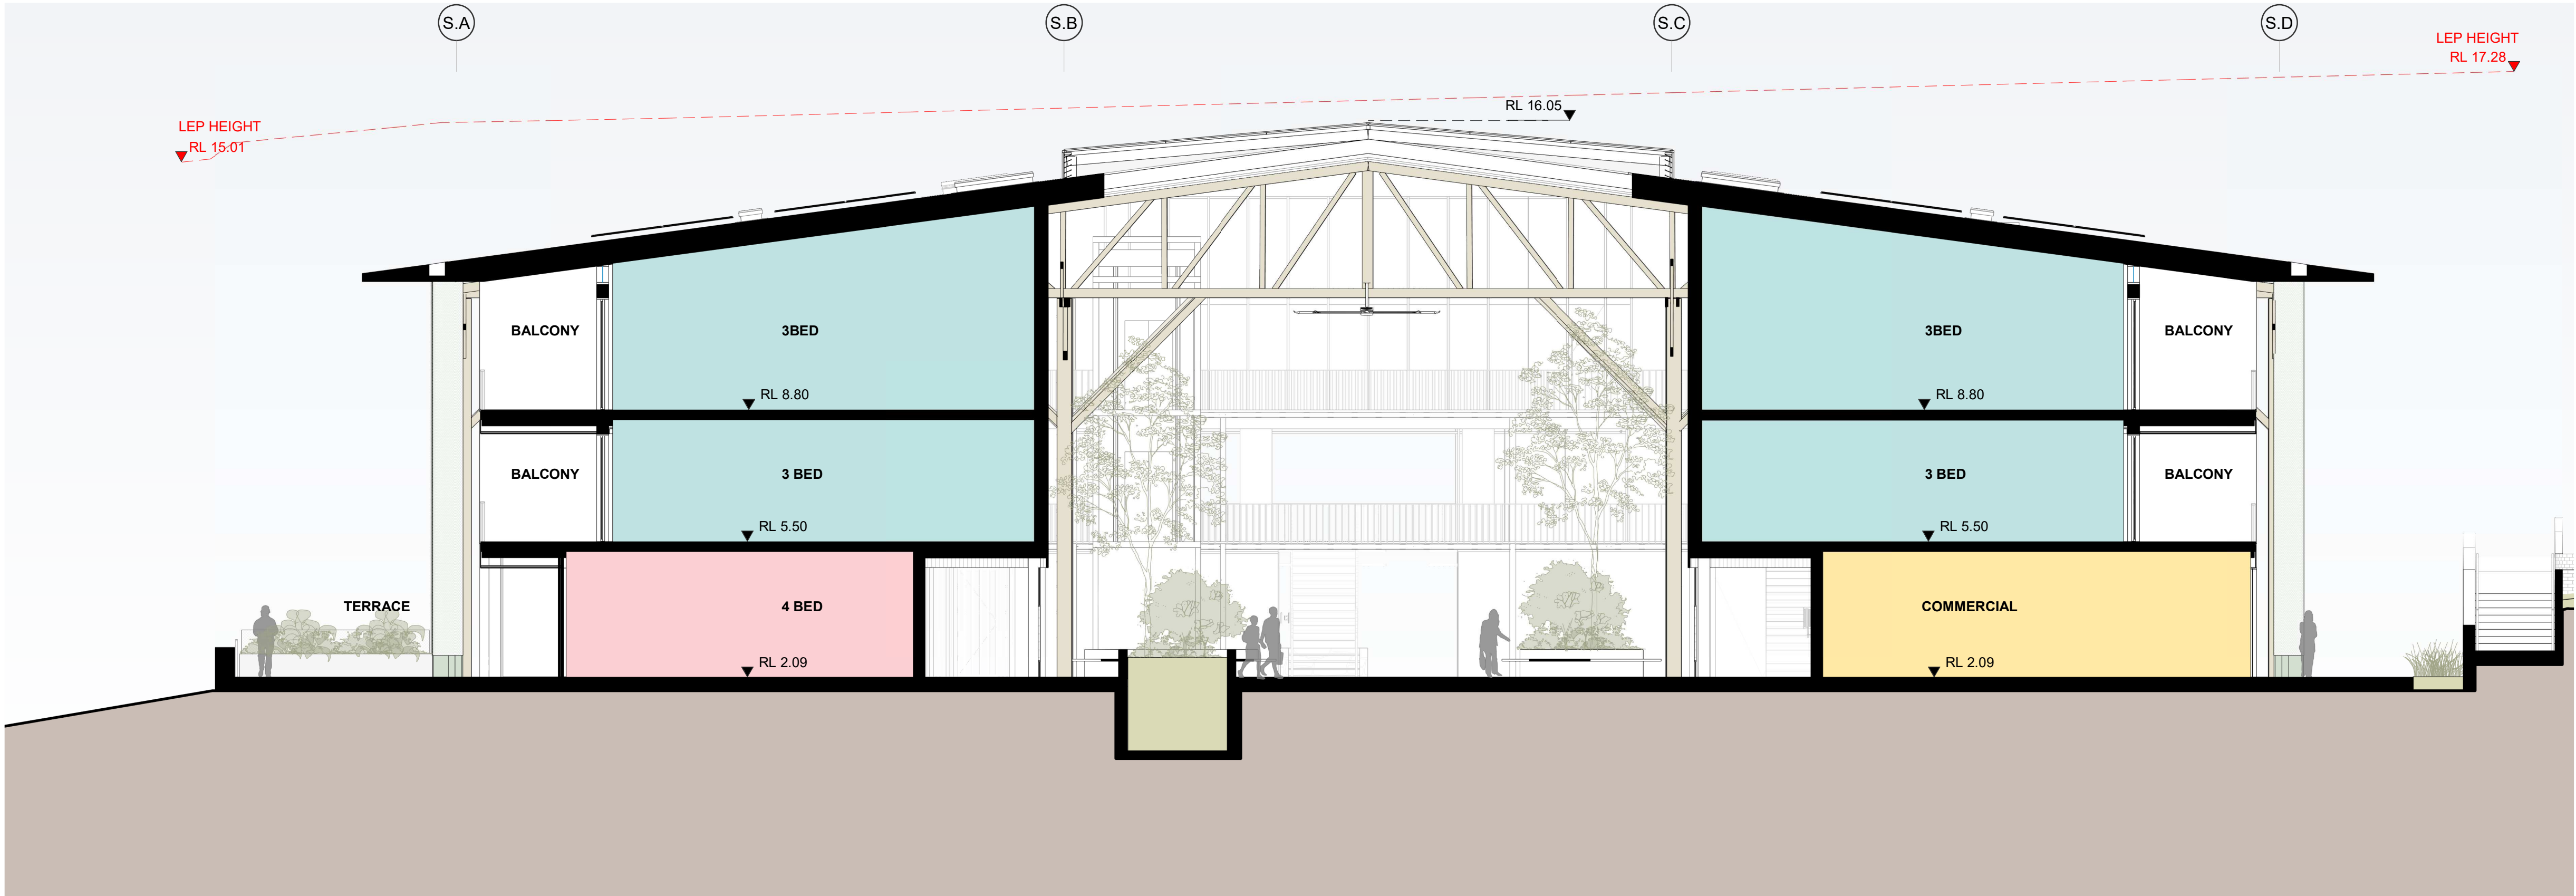 S.A
S.B
S.C
S.D
LEP HEIGHT
RL 17.28
RL 16.05
LEP HEIGHT
RL 15.01
BALCONY
3BED
3BED
BALCONY
RL 8.80
RL 8.80
BALCONY
3 BED
3 BED
BALCONY
RL 5.50
RL 5.50
TERRACE
4 BED
COMMERCIAL
RL 2.09
RL 2.09